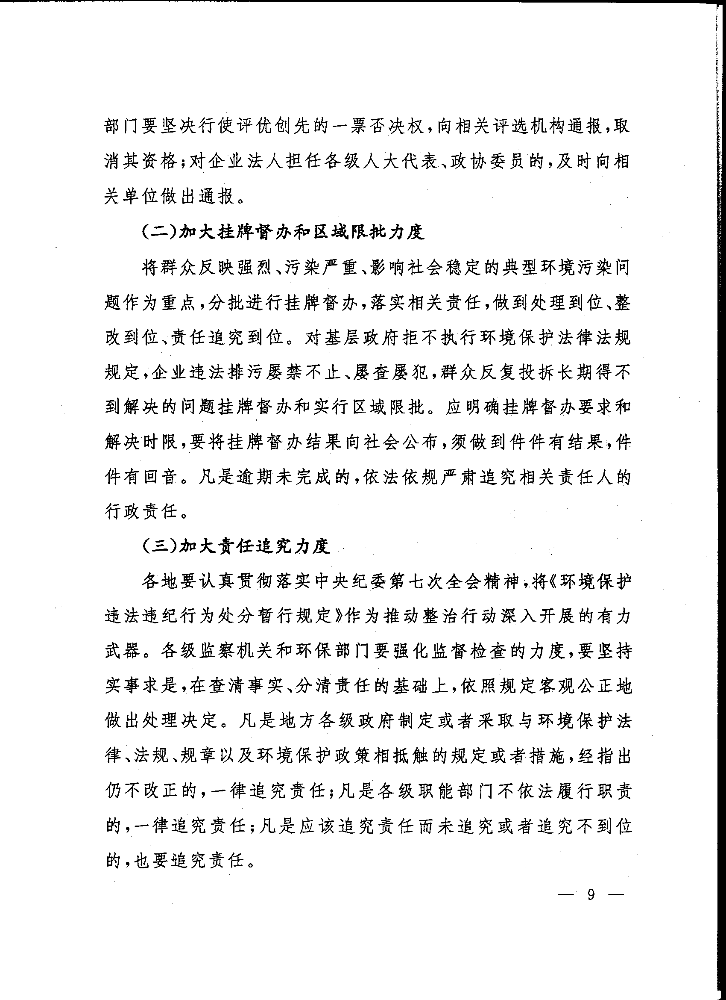 部门要坚决行使评优创先的一票否决权,向相关评选机构通报,取
消其资格;对企业法人担任各级人大代表、政协委员的,及时向相
关单位做出通报。
(二)加大挂牌督办和区域限批力度
将群众反映强烈、污染严重、影响社会稳定的典型环境污染问
题作为重点,分批进行挂牌督办,落实相关责任,做到处理到位、整
改到位、责任追究到位。对基层政府拒不执行环境保护法律法规
规定,企业违法排污屡禁不止、屡查屡犯,群众反复投拆长期得不
到解决的问题挂牌督办和实行区域限批。应明确挂牌督办要求和
解决时限,要将挂牌督办结果向社会公布,须做到件件有结果,件
件有回音。凡是逾期未完成的,依法依规严肃追究相关责任人的
行政责任。
(三)加大责任追究力度
各地要认真贯彻落实中央纪委第七次全会精神,将《环境保护
违法违纪行为处分暂行规定》作为推动整治行动深入开展的有力
武器。各级监察机关和环保部门要强化监督检查的力度,要坚持
实事求是,在查清事实、分清责任的基础上,依照规定客观公正地
做出处理决定。凡是地方各级政府制定或者采取与环境保护法
律、法规、规章以及环境保护政策相抵触的规定或者措施,经指出
仍不改正的,一律追究责任;凡是各级职能部门不依法履行职责
的,一律追究责任;凡是应该追究责任而未追究或者追究不到位
的,也要追究责任。
— 9 —